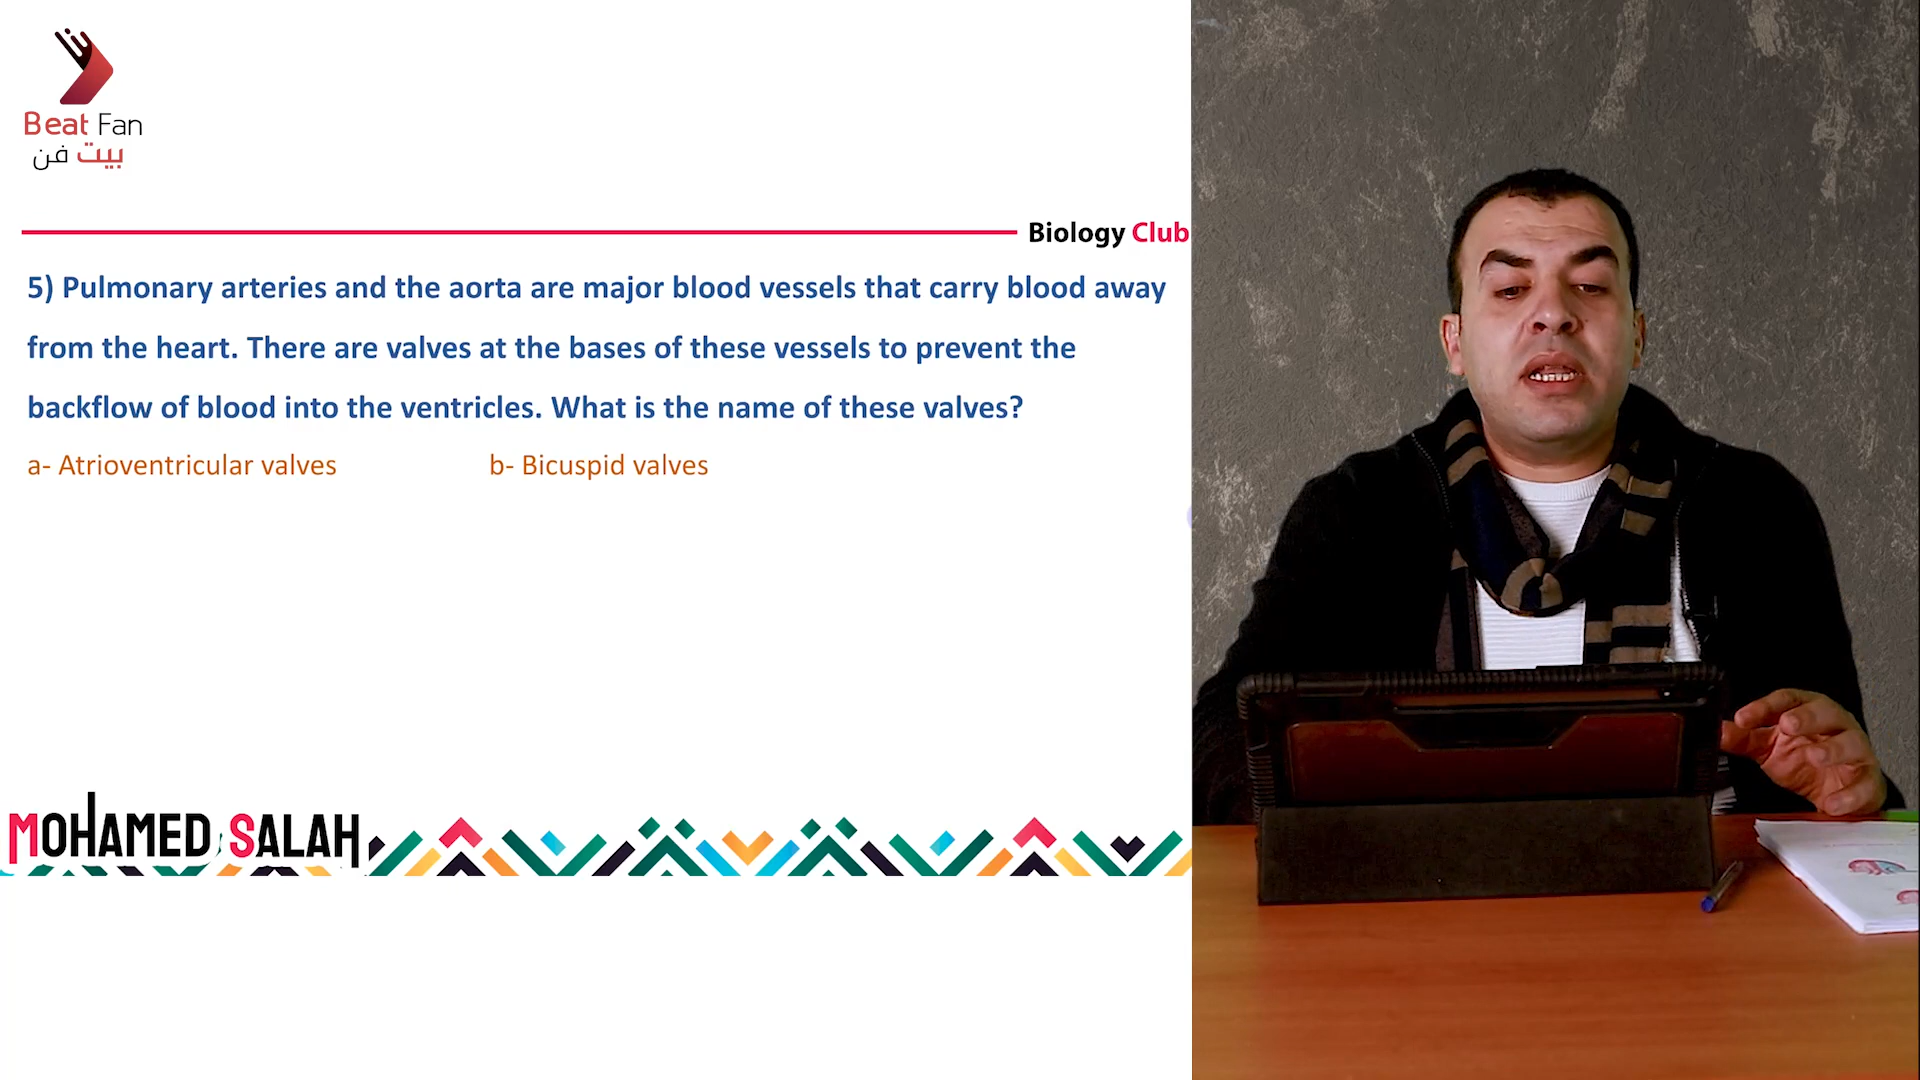 Beat Fan
بيت فن
Biology Club
5) Pulmonary arteries and the aorta are major blood vessels that carry blood away
from the heart. There are valves at the bases of these vessels to prevent the
backflow of blood into the ventricles. What is the name of these valves?
a- Atrioventricular valves b- Bicuspid valves
MOHAMED SALAH